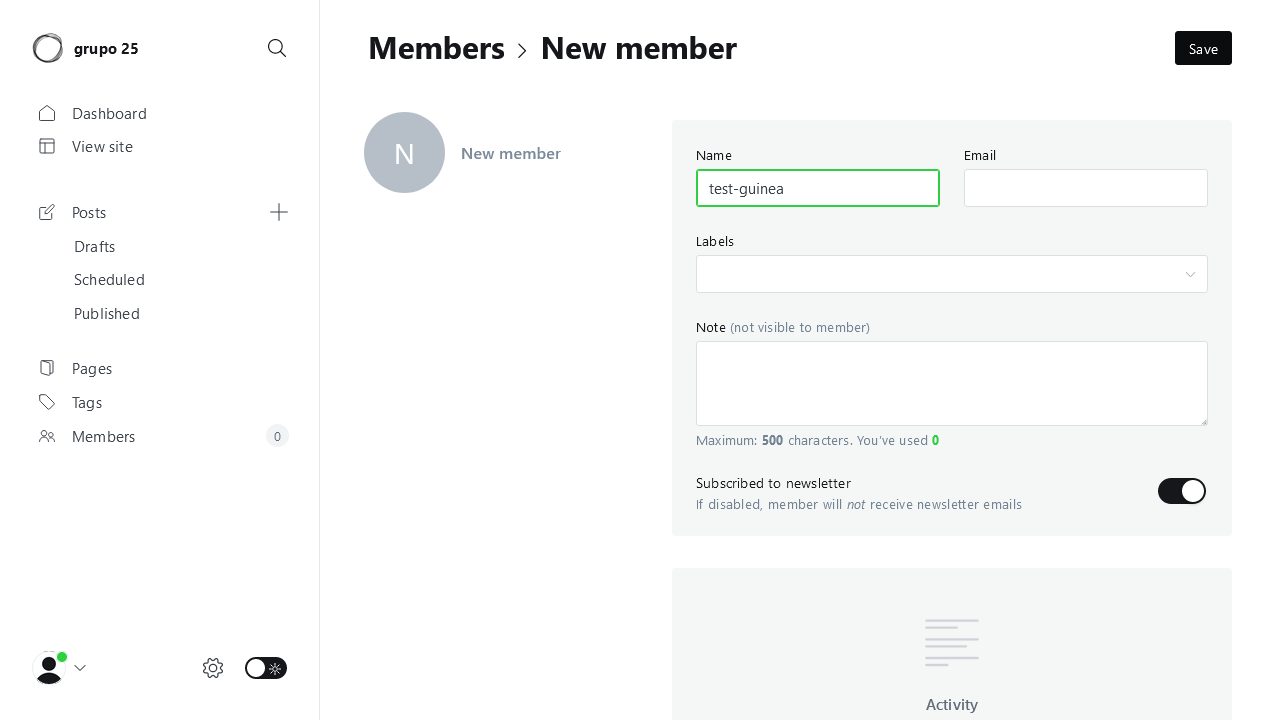 grupo 25
Dashboard
View site
Posts
Drafts
Scheduled
Published
Pages
Tags
Members 0
Members > New member
Save
N
New member
Name
test-guinea
Email
Labels
Note (not visible to member)
Maximum: 500 characters. You've used 0
Subscribed to newsletter
If disabled, member will not receive newsletter emails
Activity